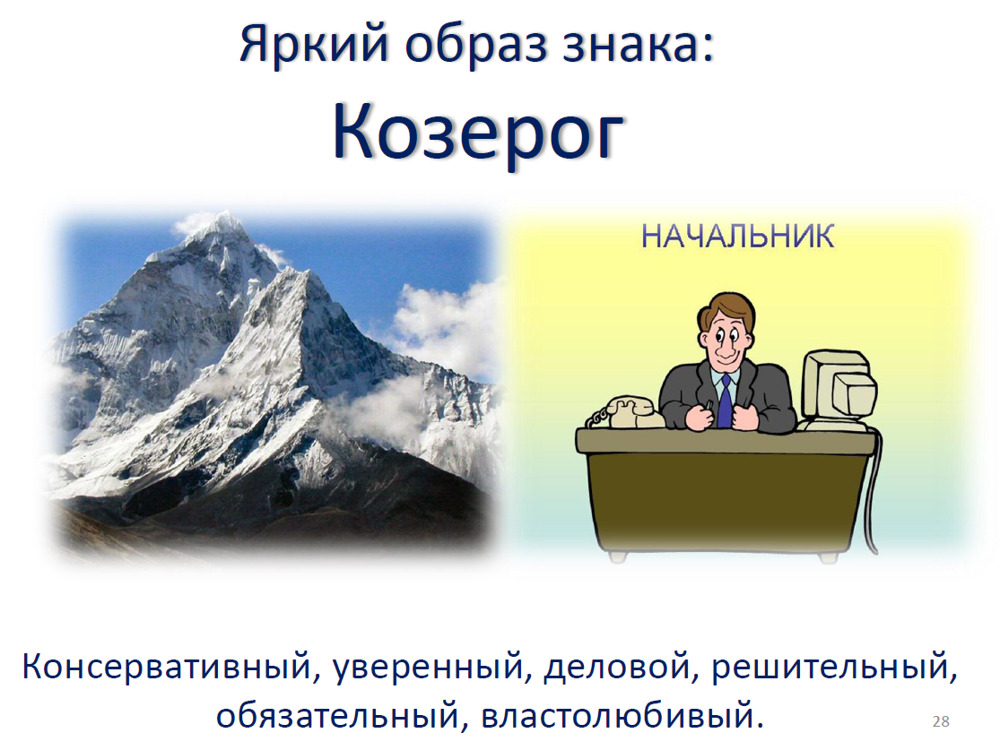 Яркий образ знака:
Козерог
НАЧАЛЬНИК
Консервативный, уверенный, деловой, решительный,
обязательный, властолюбивый.
28